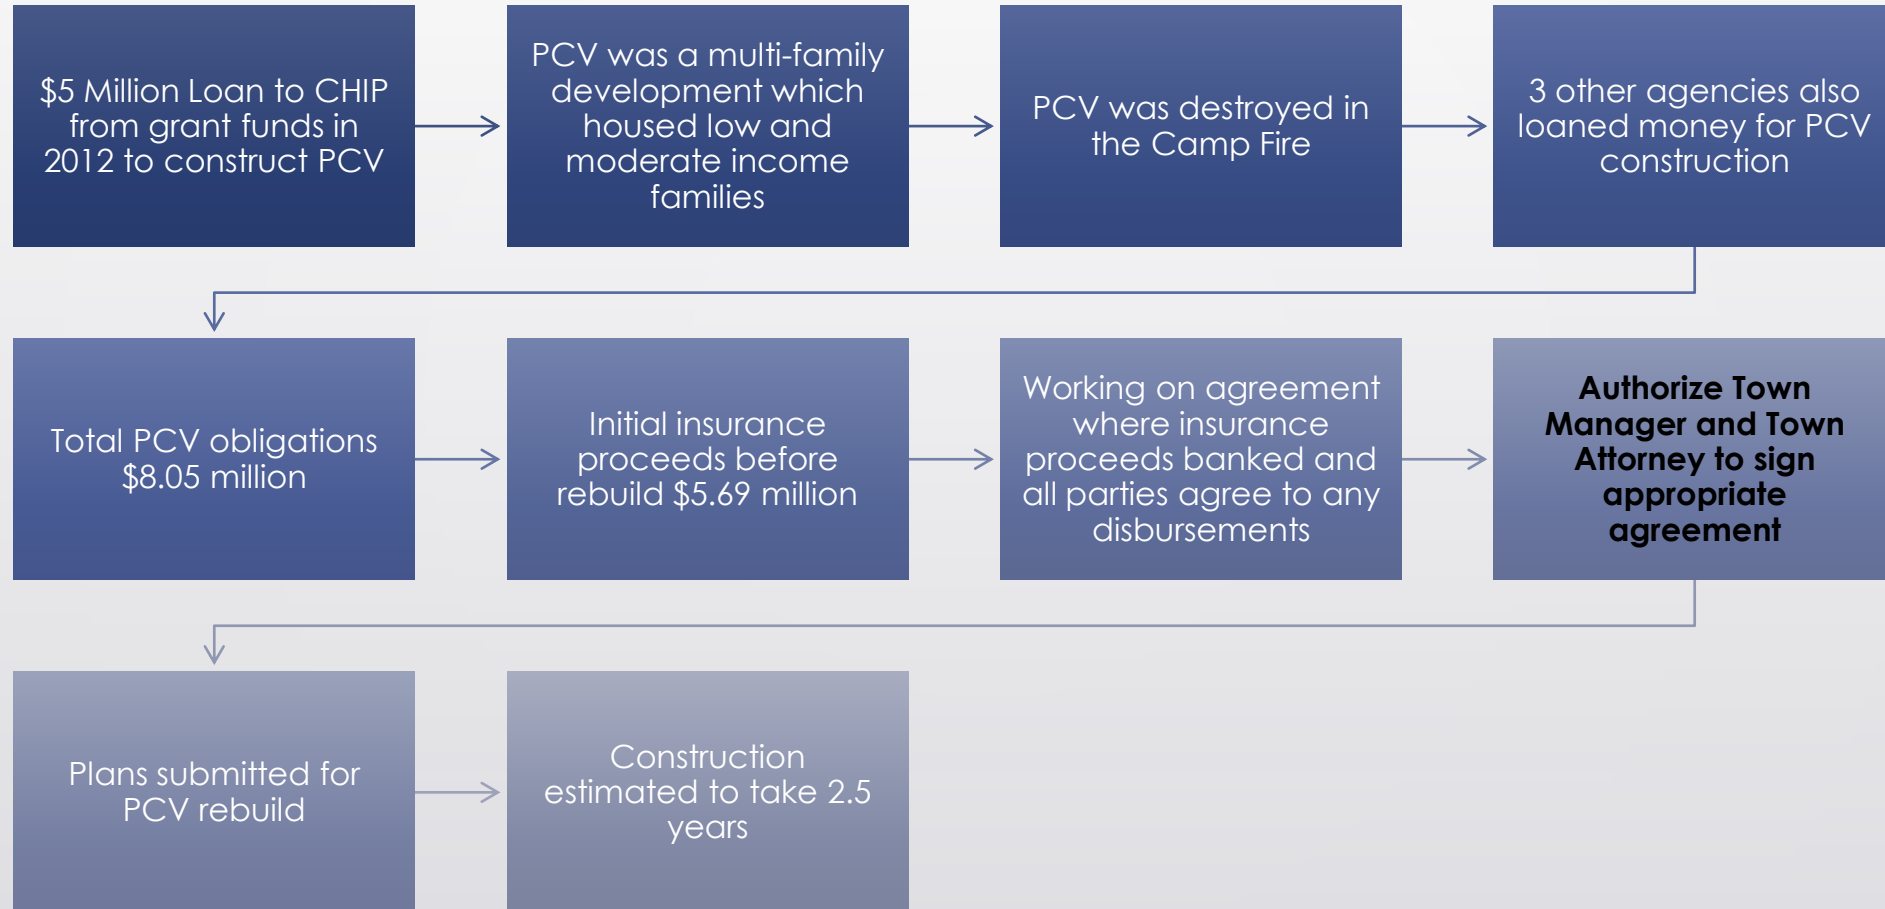 $5 Million Loan to CHIP
from grant funds in
2012 to construct PCV
PCV was a multi-family
development which
housed low and
moderate income
families
PCV was destroyed in
the Camp Fire
3 other agencies also
loaned money for PCV
construction
Total PCV obligations
$8.05 million
Initial insurance
proceeds before
rebuild $5.69 million
Working on agreement
where insurance
proceeds banked and
all parties agree to any
disbursements
Authorize Town
Manager and Town
Attorney to sign
appropriate
agreement
Plans submitted for
PCV rebuild
Construction
estimated to take 2.5
years